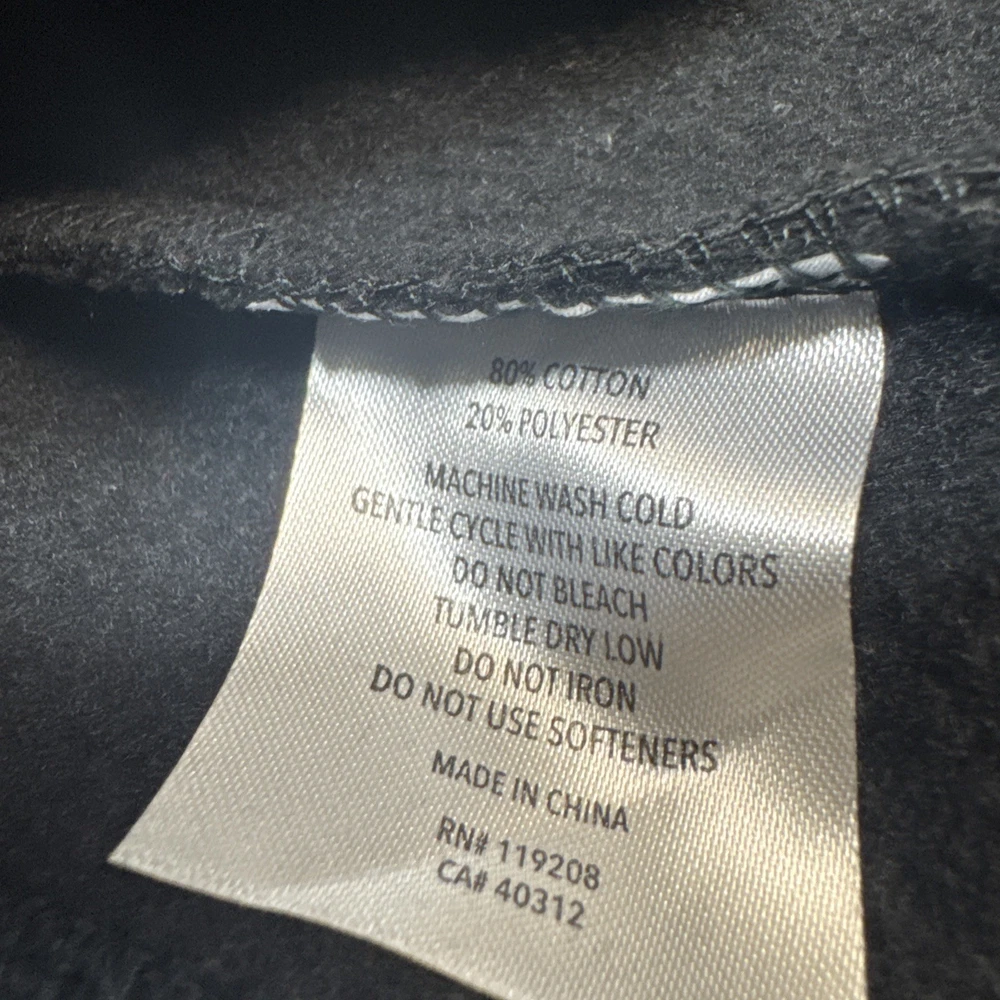 80% COTTON
20% POLYESTER
MACHINE WASH COLD
GENTLE CYCLE WITH LIKE COLORS
DO NOT BLEACH
TUMBLE DRY LOW
DO NOT IRON
DO NOT USE SOFTENERS
MADE IN CHINA
RN# 119208
CA# 40312